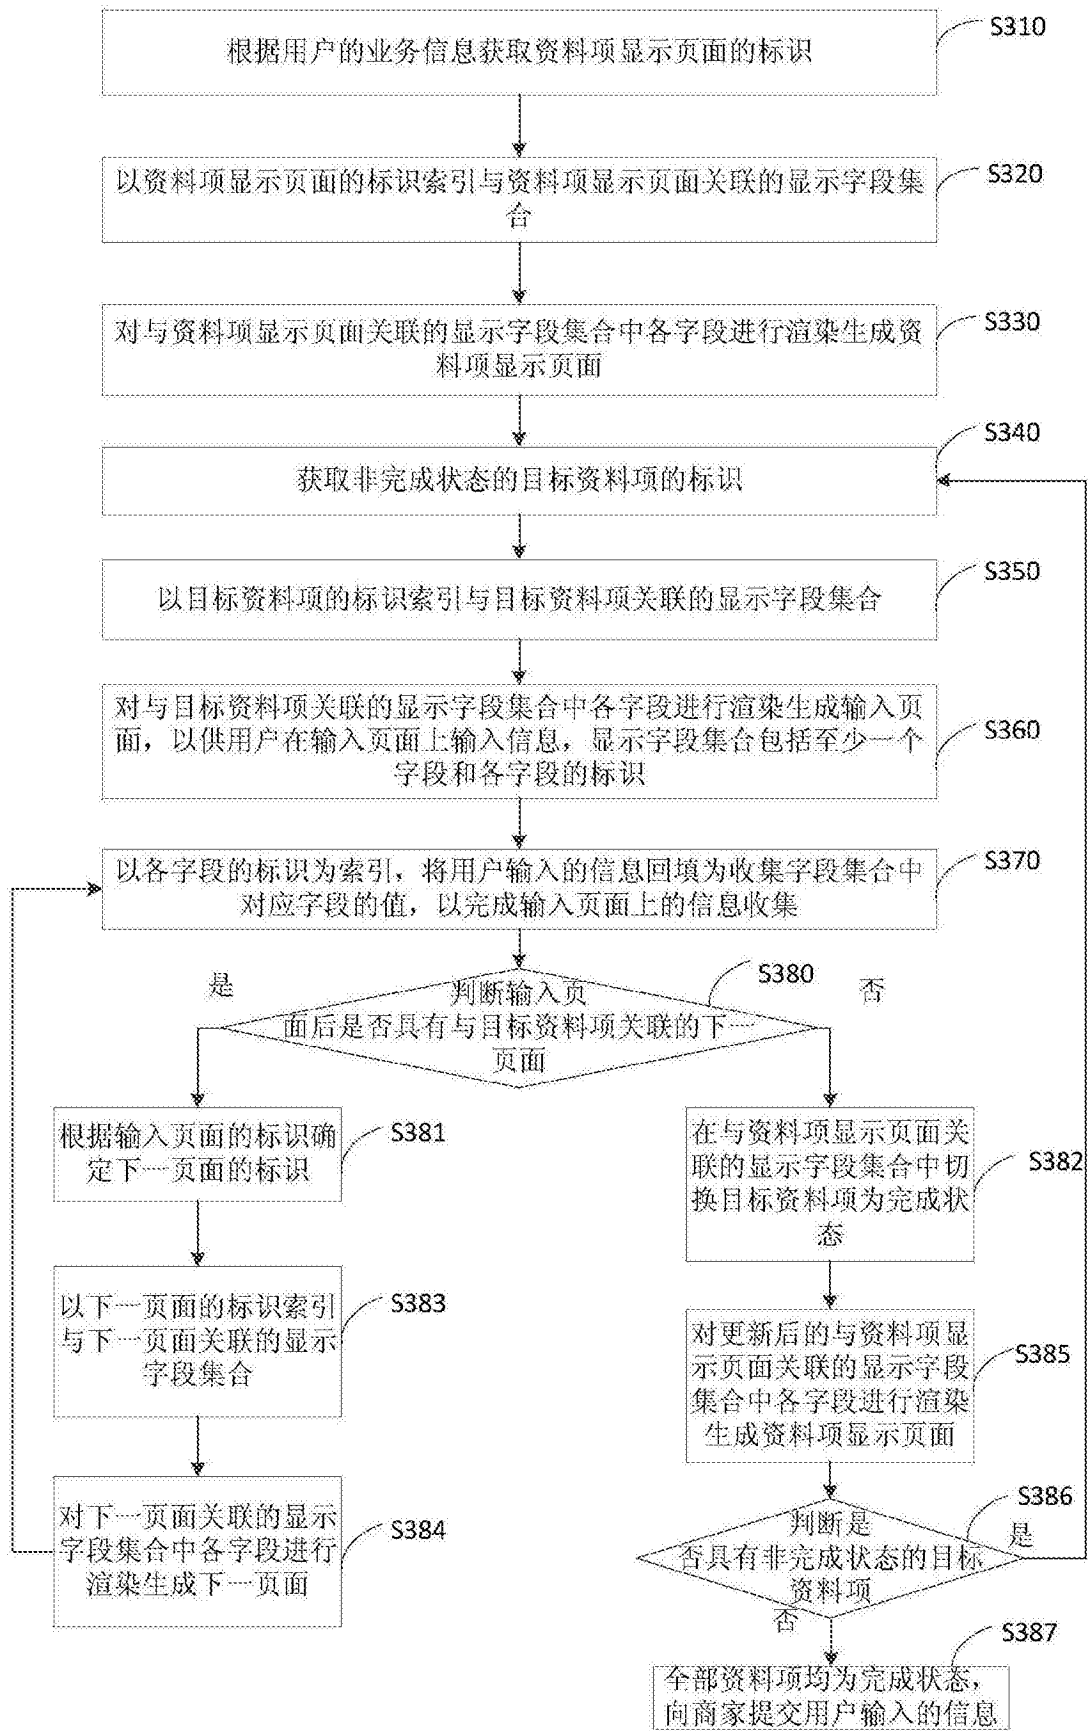 S310
根据用户的业务信息获取资料项显示页面的标识
S320
以资料项显示页面的标识索引与资料项显示页面关联的显示字段集
合
S330
对与资料项显示页面关联的显示字段集合中各字段进行渲染生成资
料项显示页面
S340
获取非完成状态的目标资料项的标识
S350
以目标资料项的标识索引与目标资料项关联的显示字段集合
S360
对与目标资料项关联的显示字段集合中各字段进行渲染生成输入页
面，以供用户在输入页面上输入信息，显示字段集合包括至少一个
字段和各字段的标识
S370
以各字段的标识为索引，将用户输入的信息回填为收集字段集合中
对应字段的值，以完成输入页面上的信息收集
S380
是
否
判断输入页
面后是否具有与目标资料项关联的下一
页面
S381
根据输入页面的标识确
定下一页面的标识
S382
在与资料项显示页面关
联的显示字段集合中切
换目标资料项为完成状
态
S383
以下一页面的标识索引
与下一页面关联的显示
字段集合
S385
对更新后的与资料项显
示页面关联的显示字段
集合中各字段进行渲染
生成资料项显示页面
S384
对下一页面关联的显示
字段集合中各字段进行
渲染生成下一页面
S386
判断是
是
否具有非完成状态的目标
资料项
否
S387
全部资料项均为完成状态，
向商家提交用户输入的信息